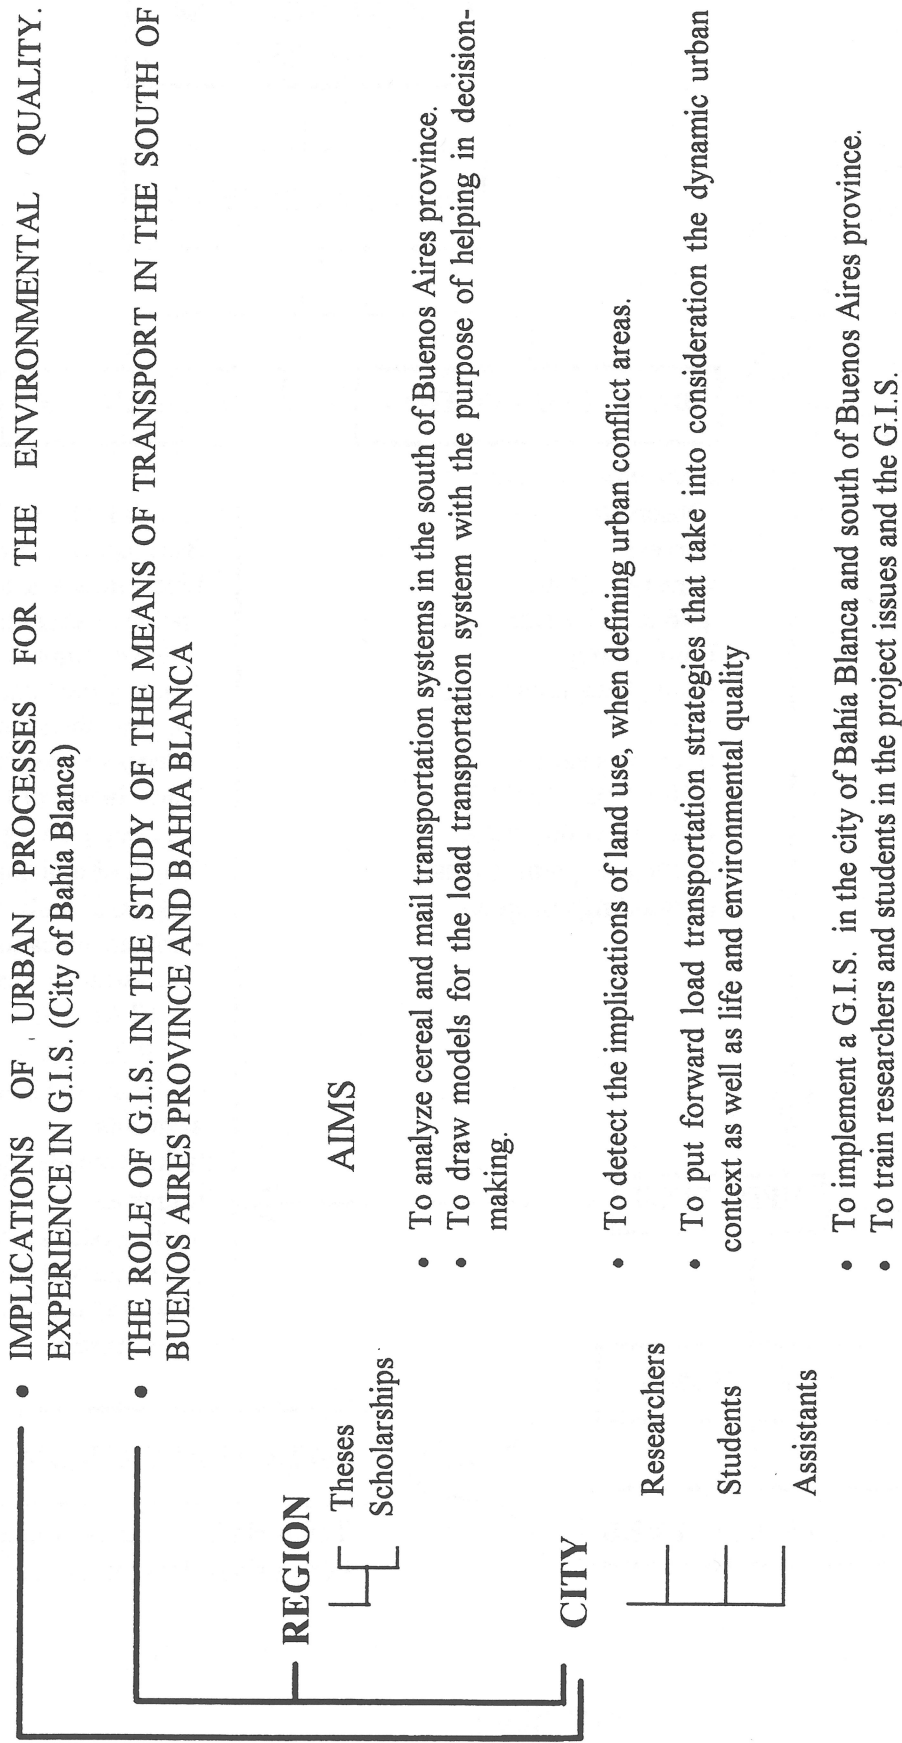 • IMPLICATIONS OF URBAN PROCESSES FOR THE ENVIRONMENTAL QUALITY.
EXPERIENCE IN G.I.S. (City of Bahía Blanca)
• THE ROLE OF G.I.S. IN THE STUDY OF THE MEANS OF TRANSPORT IN THE SOUTH OF
BUENOS AIRES PROVINCE AND BAHIA BLANCA
REGION
Theses
Scholarships
CITY
Researchers
Students
Assistants
AIMS
• To analyze cereal and mail transportation systems in the south of Buenos Aires province.
• To draw models for the load transportation system with the purpose of helping in decision-
making.
• To detect the implications of land use, when defining urban conflict areas.
• To put forward load transportation strategies that take into consideration the dynamic urban
context as well as life and environmental quality
• To implement a G.I.S. in the city of Bahía Blanca and south of Buenos Aires province.
• To train researchers and students in the project issues and the G.I.S.